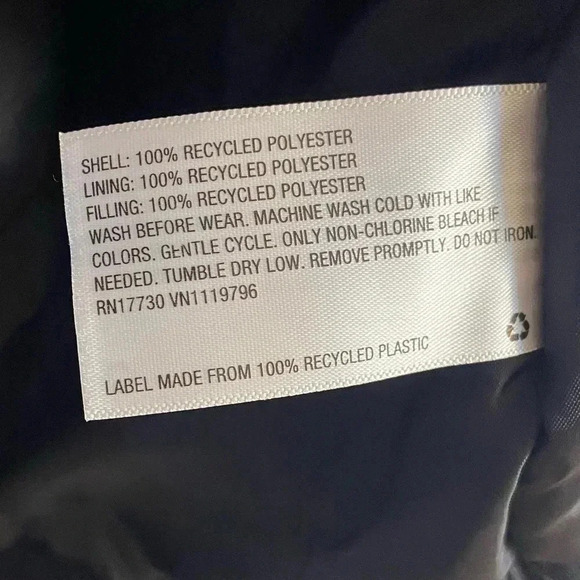 SHELL: 100% RECYCLED POLYESTER
LINING: 100% RECYCLED POLYESTER
FILLING: 100% RECYCLED POLYESTER
WASH BEFORE WEAR. MACHINE WASH COLD WITH LIKE
COLORS. GENTLE CYCLE. ONLY NON-CHLORINE BLEACH IF
NEEDED. TUMBLE DRY LOW. REMOVE PROMPTLY. DO NOT IRON.
RN17730 VN1119796
LABEL MADE FROM 100% RECYCLED PLASTIC